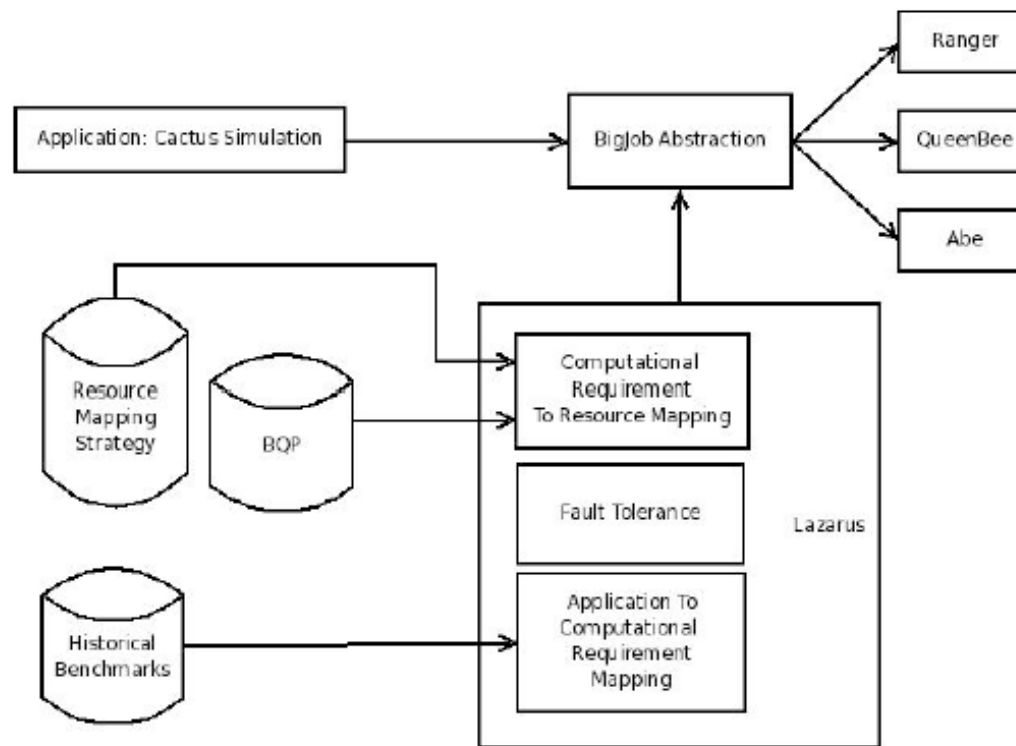 Ranger
Application: Cactus Simulation
BigJob Abstraction
QueenBee
Abe
Resource
Mapping
Strategy
BQP
Computational
Requirement
To Resource Mapping
Fault Tolerance
Lazarus
Historical
Benchmarks
Application To
Computational
Requirement
Mapping